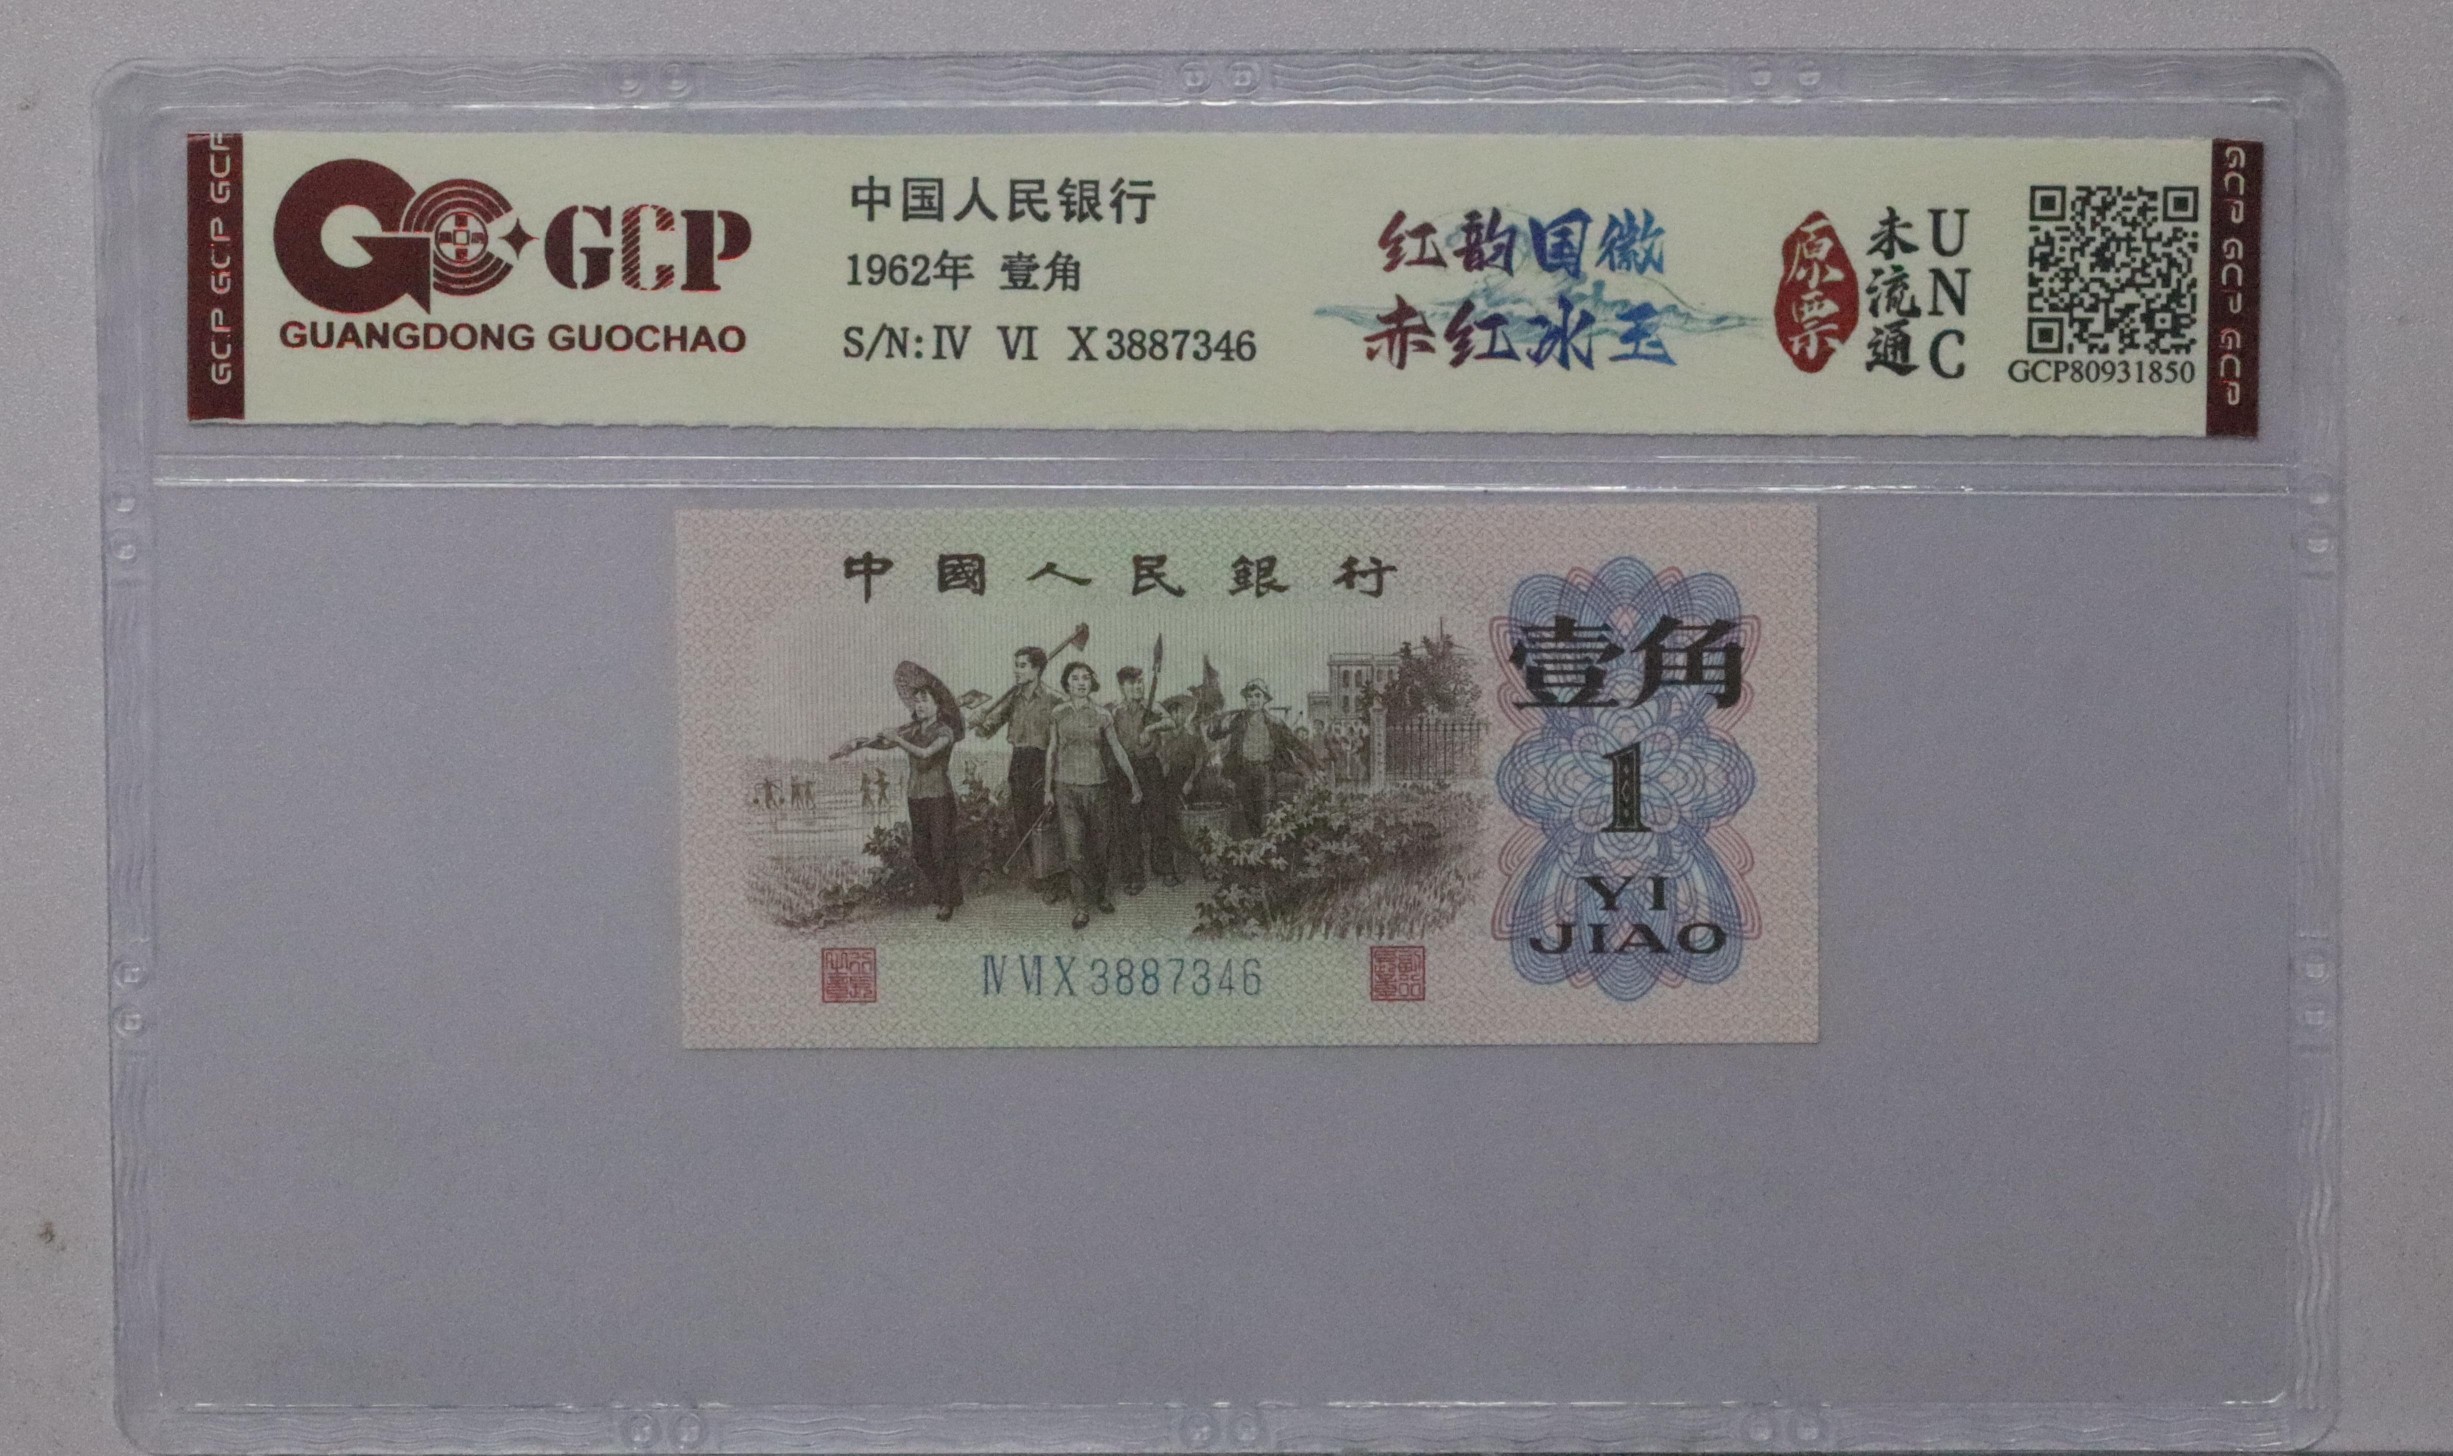 GCP GCP GCP
GCP
GUANGDONG GUOCHAO
中国人民银行
1962年 壹角
S/N: IV VI X 3887346
红韵国徽
赤红冰玉
原票
未流通
UNC
GCP80931850
GCP GCP GCP
中國人民銀行
壹角
1
YI
JIAO
IV VI X 3887346